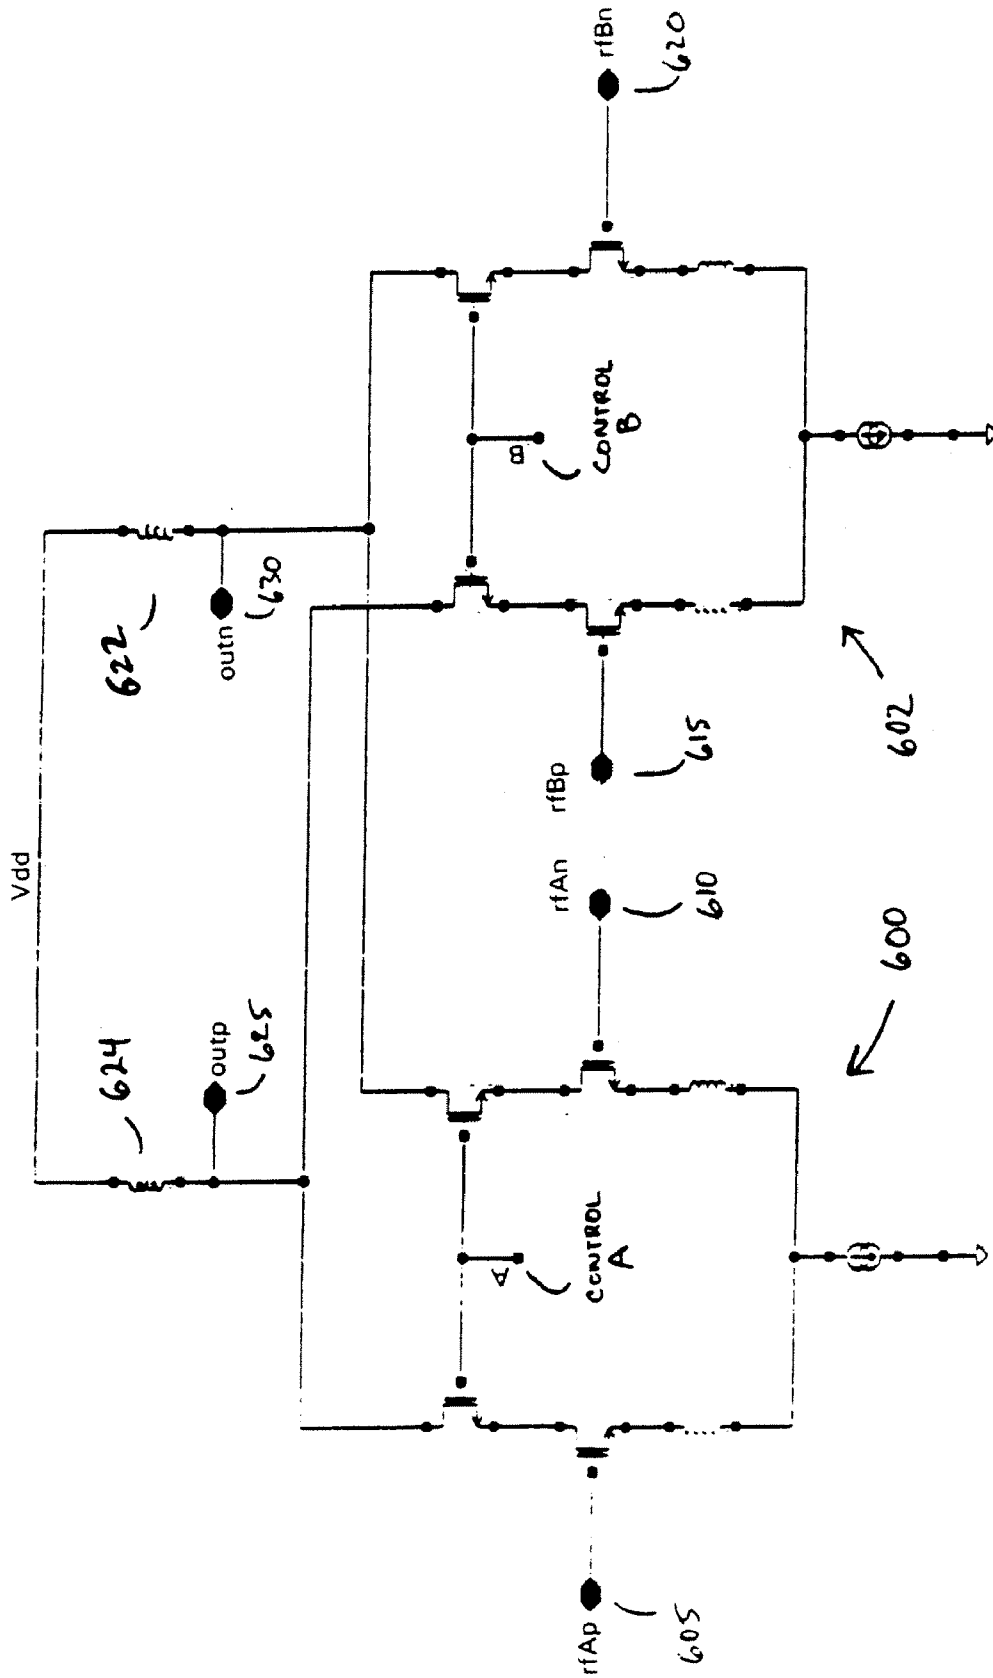 Vdd
624
outp
625
622
outn
630
A
CONTROL
A
B
CONTROL
B
rfAp
605
rfAn
610
rfBp
615
rfBn
620
600
602